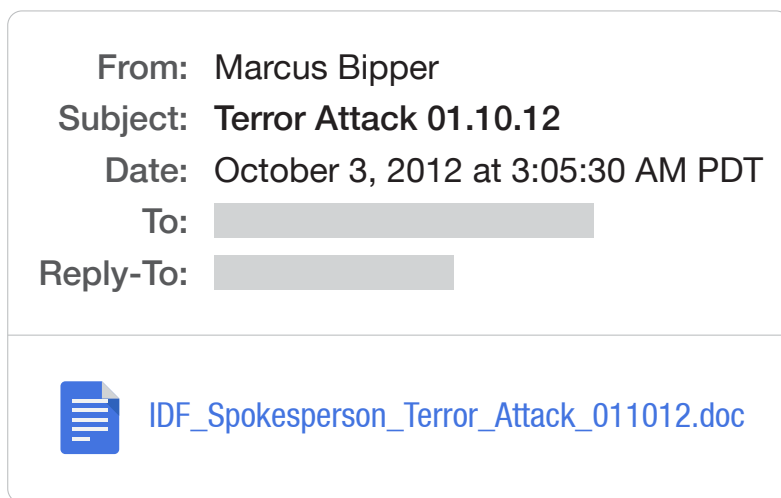 From: Marcus Bipper
Subject: Terror Attack 01.10.12
Date: October 3, 2012 at 3:05:30 AM PDT
To:
Reply-To:
IDF_Spokesperson_Terror_Attack_011012.doc